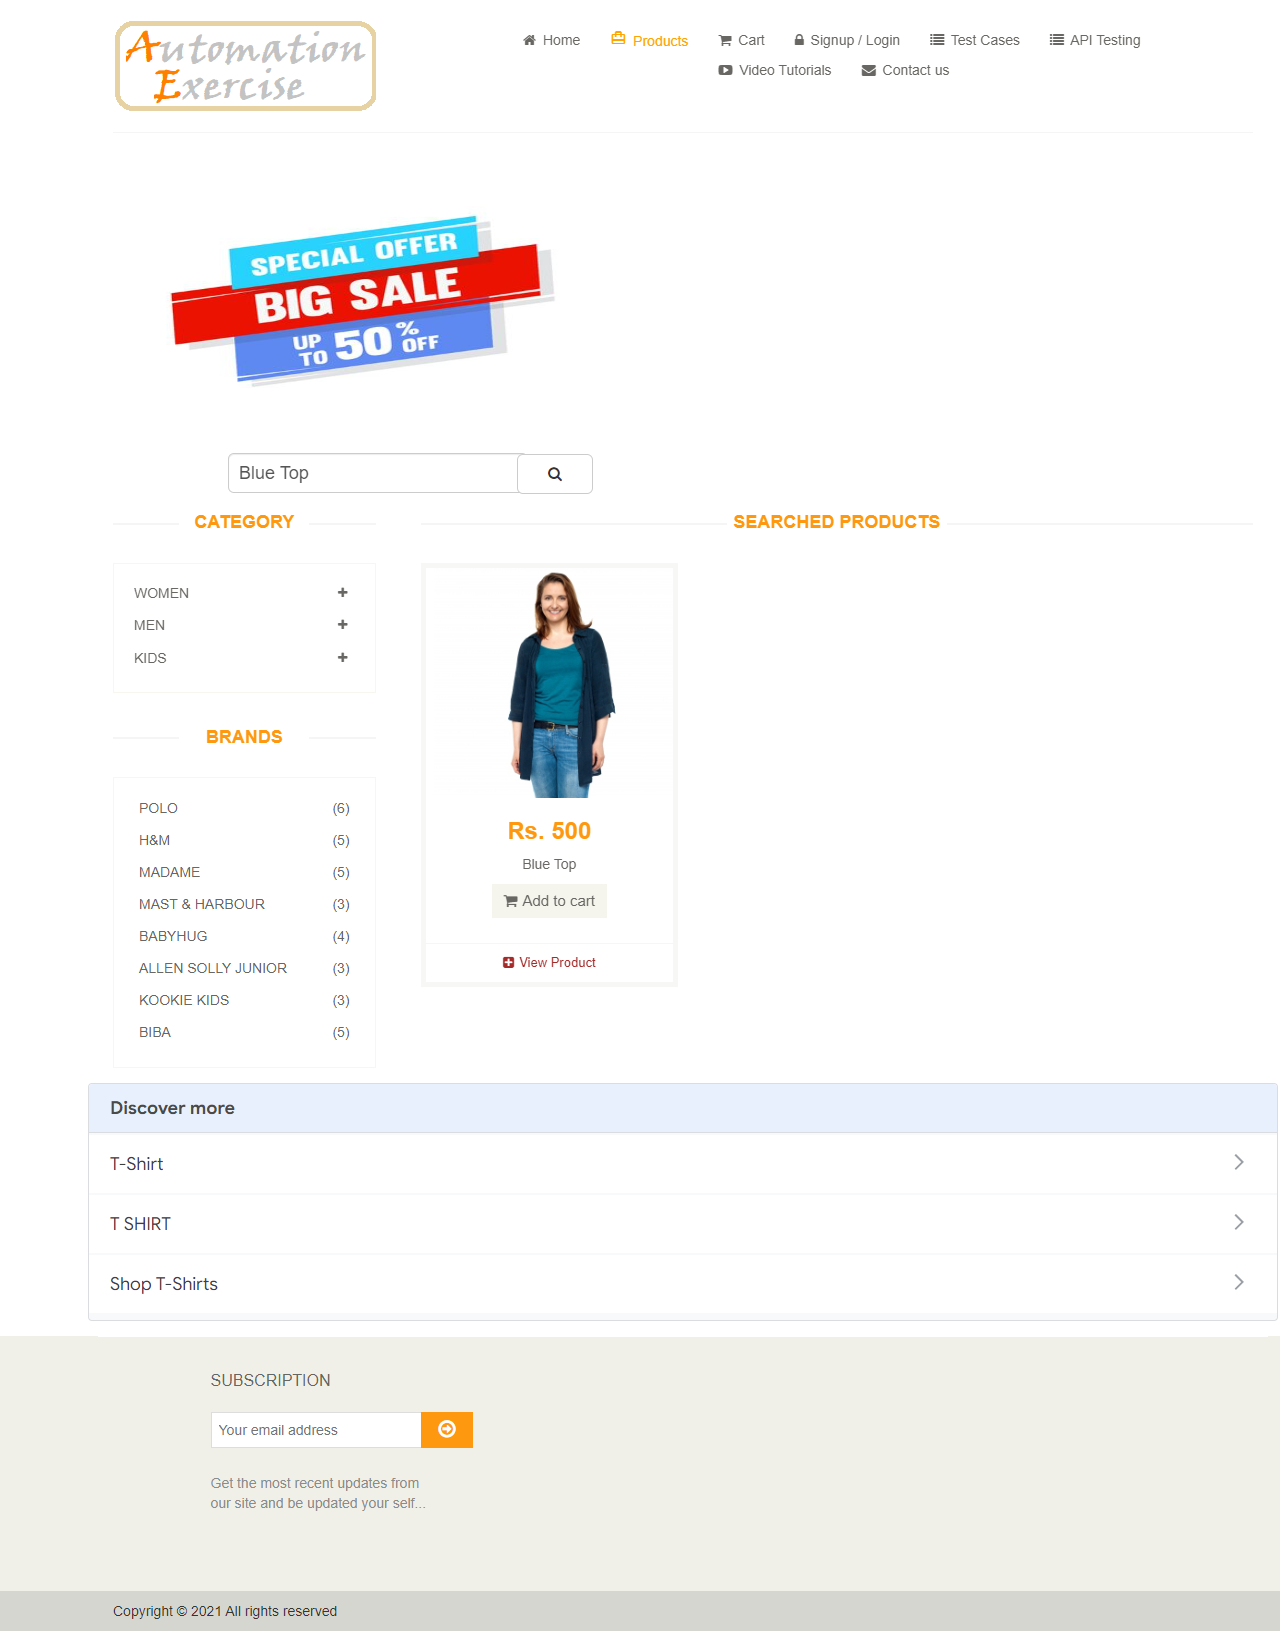 Automation
Exercise
Home
Products
Cart
Signup / Login
Test Cases
API Testing
Video Tutorials
Contact us
SPECIAL OFFER
BIG SALE
UP TO 50% OFF
Blue Top
CATEGORY
WOMEN
MEN
KIDS
BRANDS
POLO (6)
H&M (5)
MADAME (5)
MAST & HARBOUR (3)
BABYHUG (4)
ALLEN SOLLY JUNIOR (3)
KOOKIE KIDS (3)
BIBA (5)
SEARCHED PRODUCTS
Rs. 500
Blue Top
Add to cart
View Product
Discover more
T-Shirt
T SHIRT
Shop T-Shirts
SUBSCRIPTION
Your email address
Get the most recent updates from
our site and be updated your self...
Copyright © 2021 All rights reserved